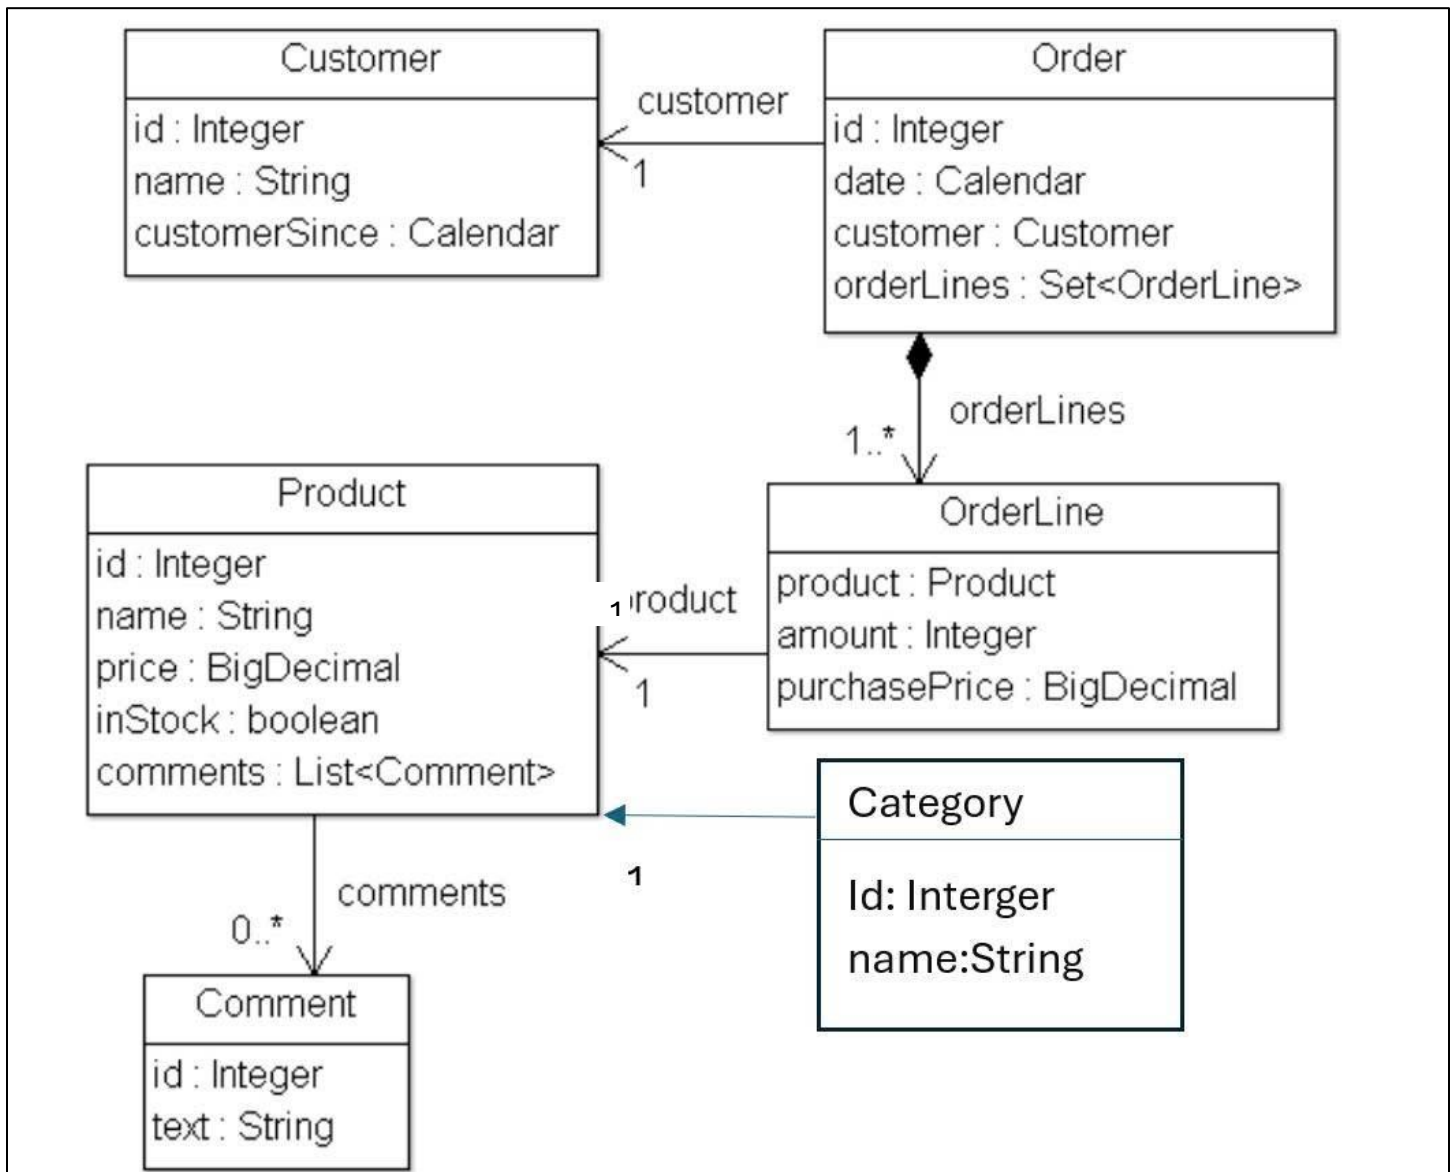 Customer
id : Integer
name : String
customerSince : Calendar
customer
1
Order
id : Integer
date : Calendar
customer : Customer
orderLines : Set<OrderLine>
orderLines
1..*
Product
id : Integer
name : String
price : BigDecimal
inStock : boolean
comments : List<Comment>
1
roduct
1
OrderLine
product : Product
amount : Integer
purchasePrice : BigDecimal
1
Category
Id: Interger
name:String
comments
0..*
Comment
id : Integer
text : String